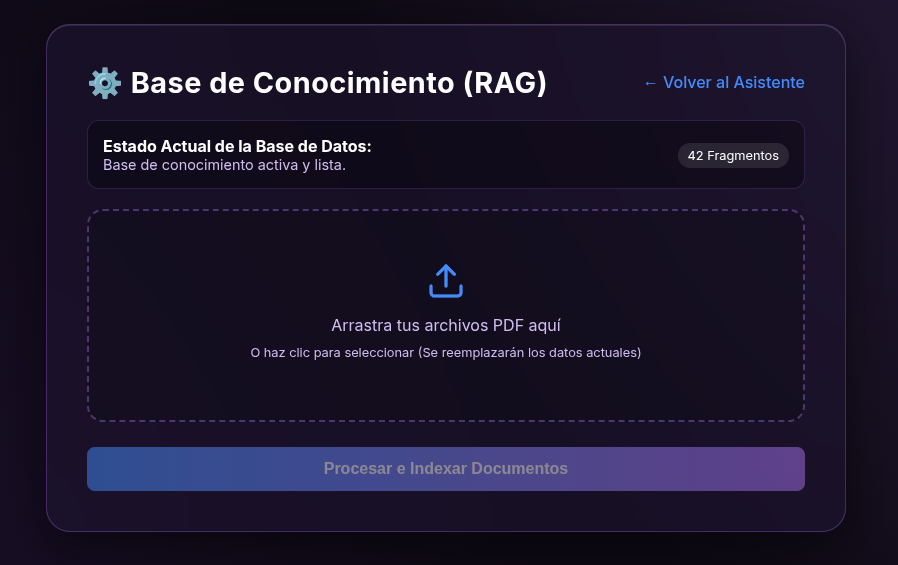 ⚙️ Base de Conocimiento (RAG)
← Volver al Asistente
Estado Actual de la Base de Datos:
Base de conocimiento activa y lista.
42 Fragmentos
Arrastra tus archivos PDF aquí
O haz clic para seleccionar (Se reemplazarán los datos actuales)
Procesar e Indexar Documentos